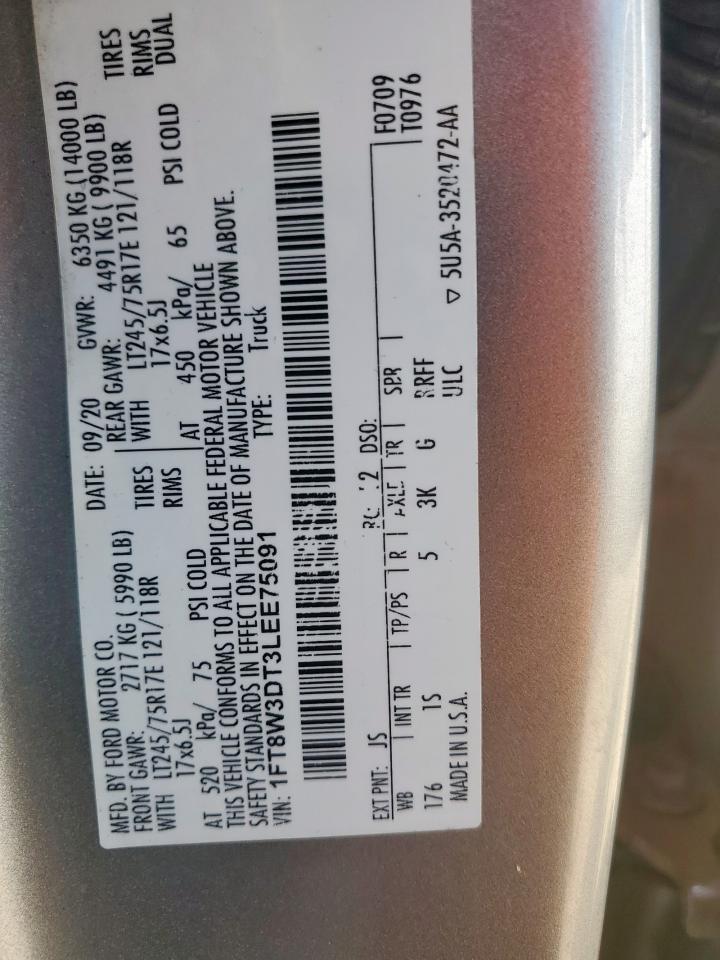 MFD. BY FORD MOTOR CO.
DATE: 09/20 GVWR: 6350 KG (14000 LB)
FRONT GAWR: 2717 KG ( 5990 LB) REAR GAWR: 4491 KG ( 9900 LB)
WITH LT245/75R17E 121/118R TIRES WITH LT245/75R17E 121/118R TIRES
17x6.5J RIMS 17x6.5J RIMS
AT 520 kPa/ 75 PSI COLD AT 450 kPa/ 65 PSI COLD DUAL
THIS VEHICLE CONFORMS TO ALL APPLICABLE FEDERAL MOTOR VEHICLE
SAFETY STANDARDS IN EFFECT ON THE DATE OF MANUFACTURE SHOWN ABOVE.
VIN: 1FT8W3DT3LEE75091 TYPE: Truck
F0709
T0976
EXT PNT: JS DSO:
WB INT TR TP/PS R AXLE TR SPR
176 1S 5 3K G RRFF
MADE IN U.S.A. ULC
5U5A-3520472-AA